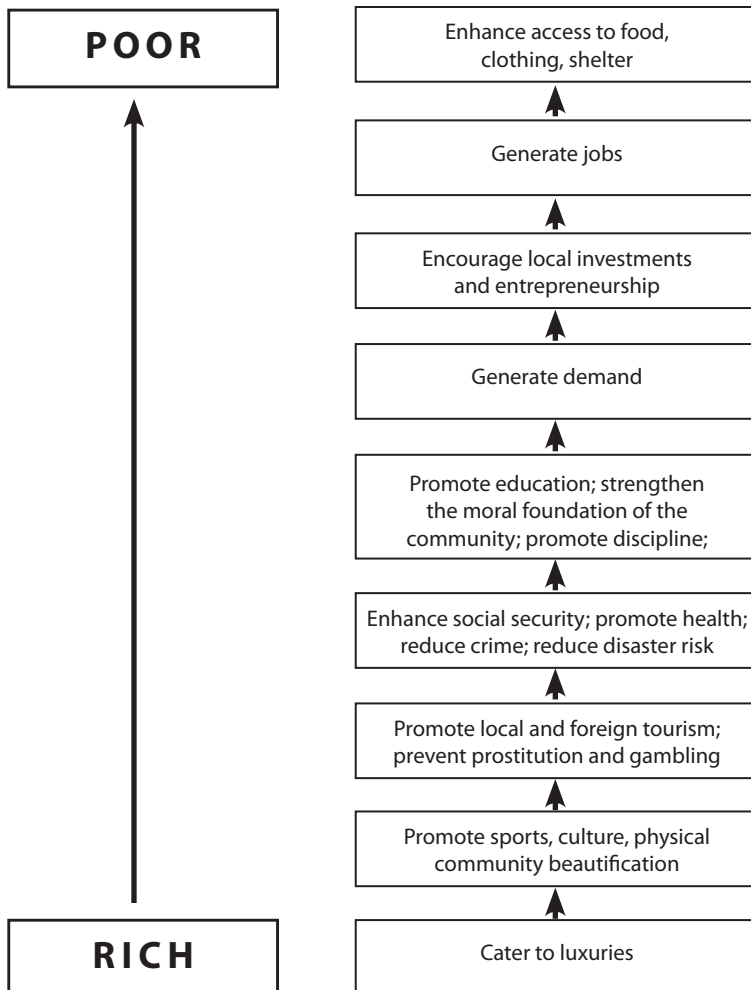 POOR
RICH
Enhance access to food,
clothing, shelter
Generate jobs
Encourage local investments
and entrepreneurship
Generate demand
Promote education; strengthen
the moral foundation of the
community; promote discipline;
Enhance social security; promote health;
reduce crime; reduce disaster risk
Promote local and foreign tourism;
prevent prostitution and gambling
Promote sports, culture, physical
community beautification
Cater to luxuries